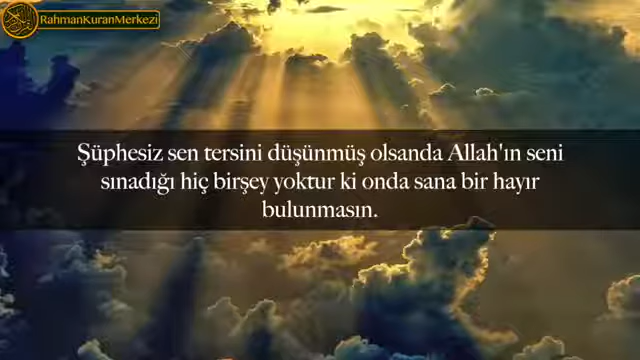 RahmanKuranMerkezi
Şüphesiz sen tersini düşünmüş olsanda Allah'ın seni
sınadığı hiç birşey yoktur ki onda sana bir hayır
bulunmasın.